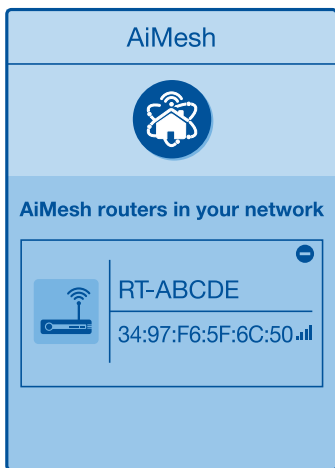 AiMesh
AiMesh routers in your network
RT-ABCDE
34:97:F6:5F:6C:50